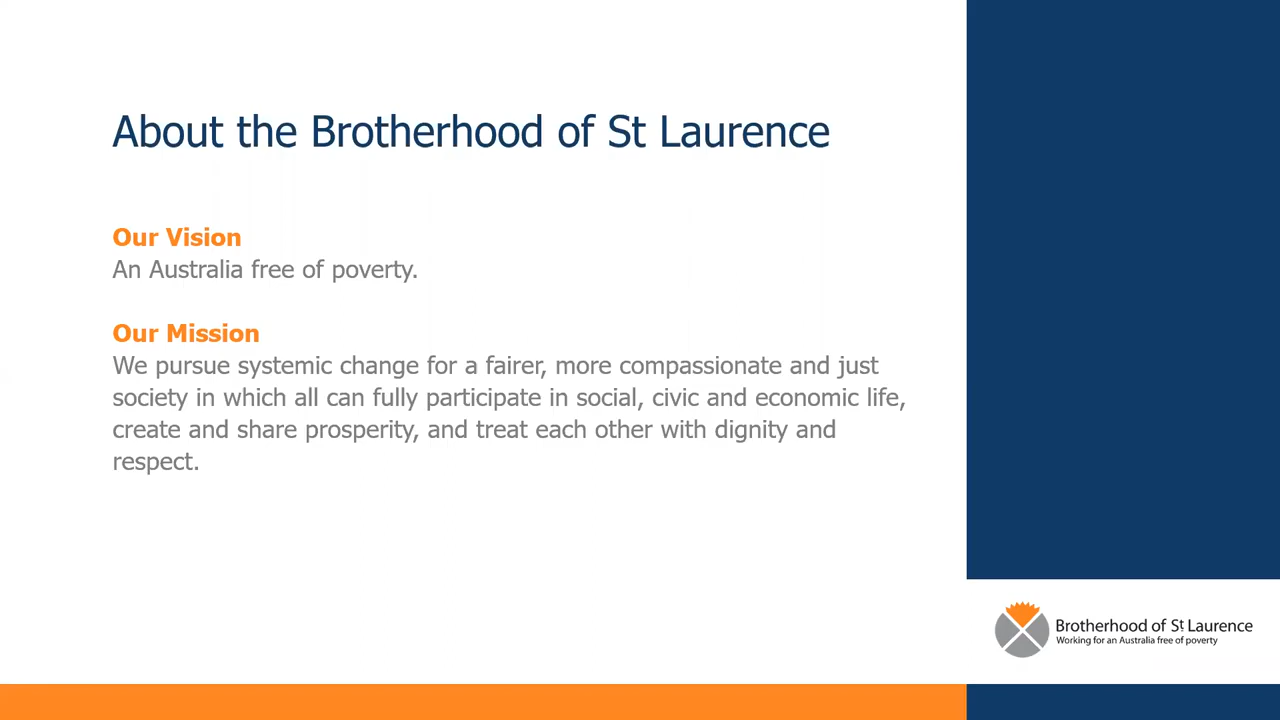 About the Brotherhood of St Laurence
Our Vision
An Australia free of poverty.
Our Mission
We pursue systemic change for a fairer, more compassionate and just
society in which all can fully participate in social, civic and economic life,
create and share prosperity, and treat each other with dignity and
respect.
Brotherhood of St Laurence
Working for an Australia free of poverty